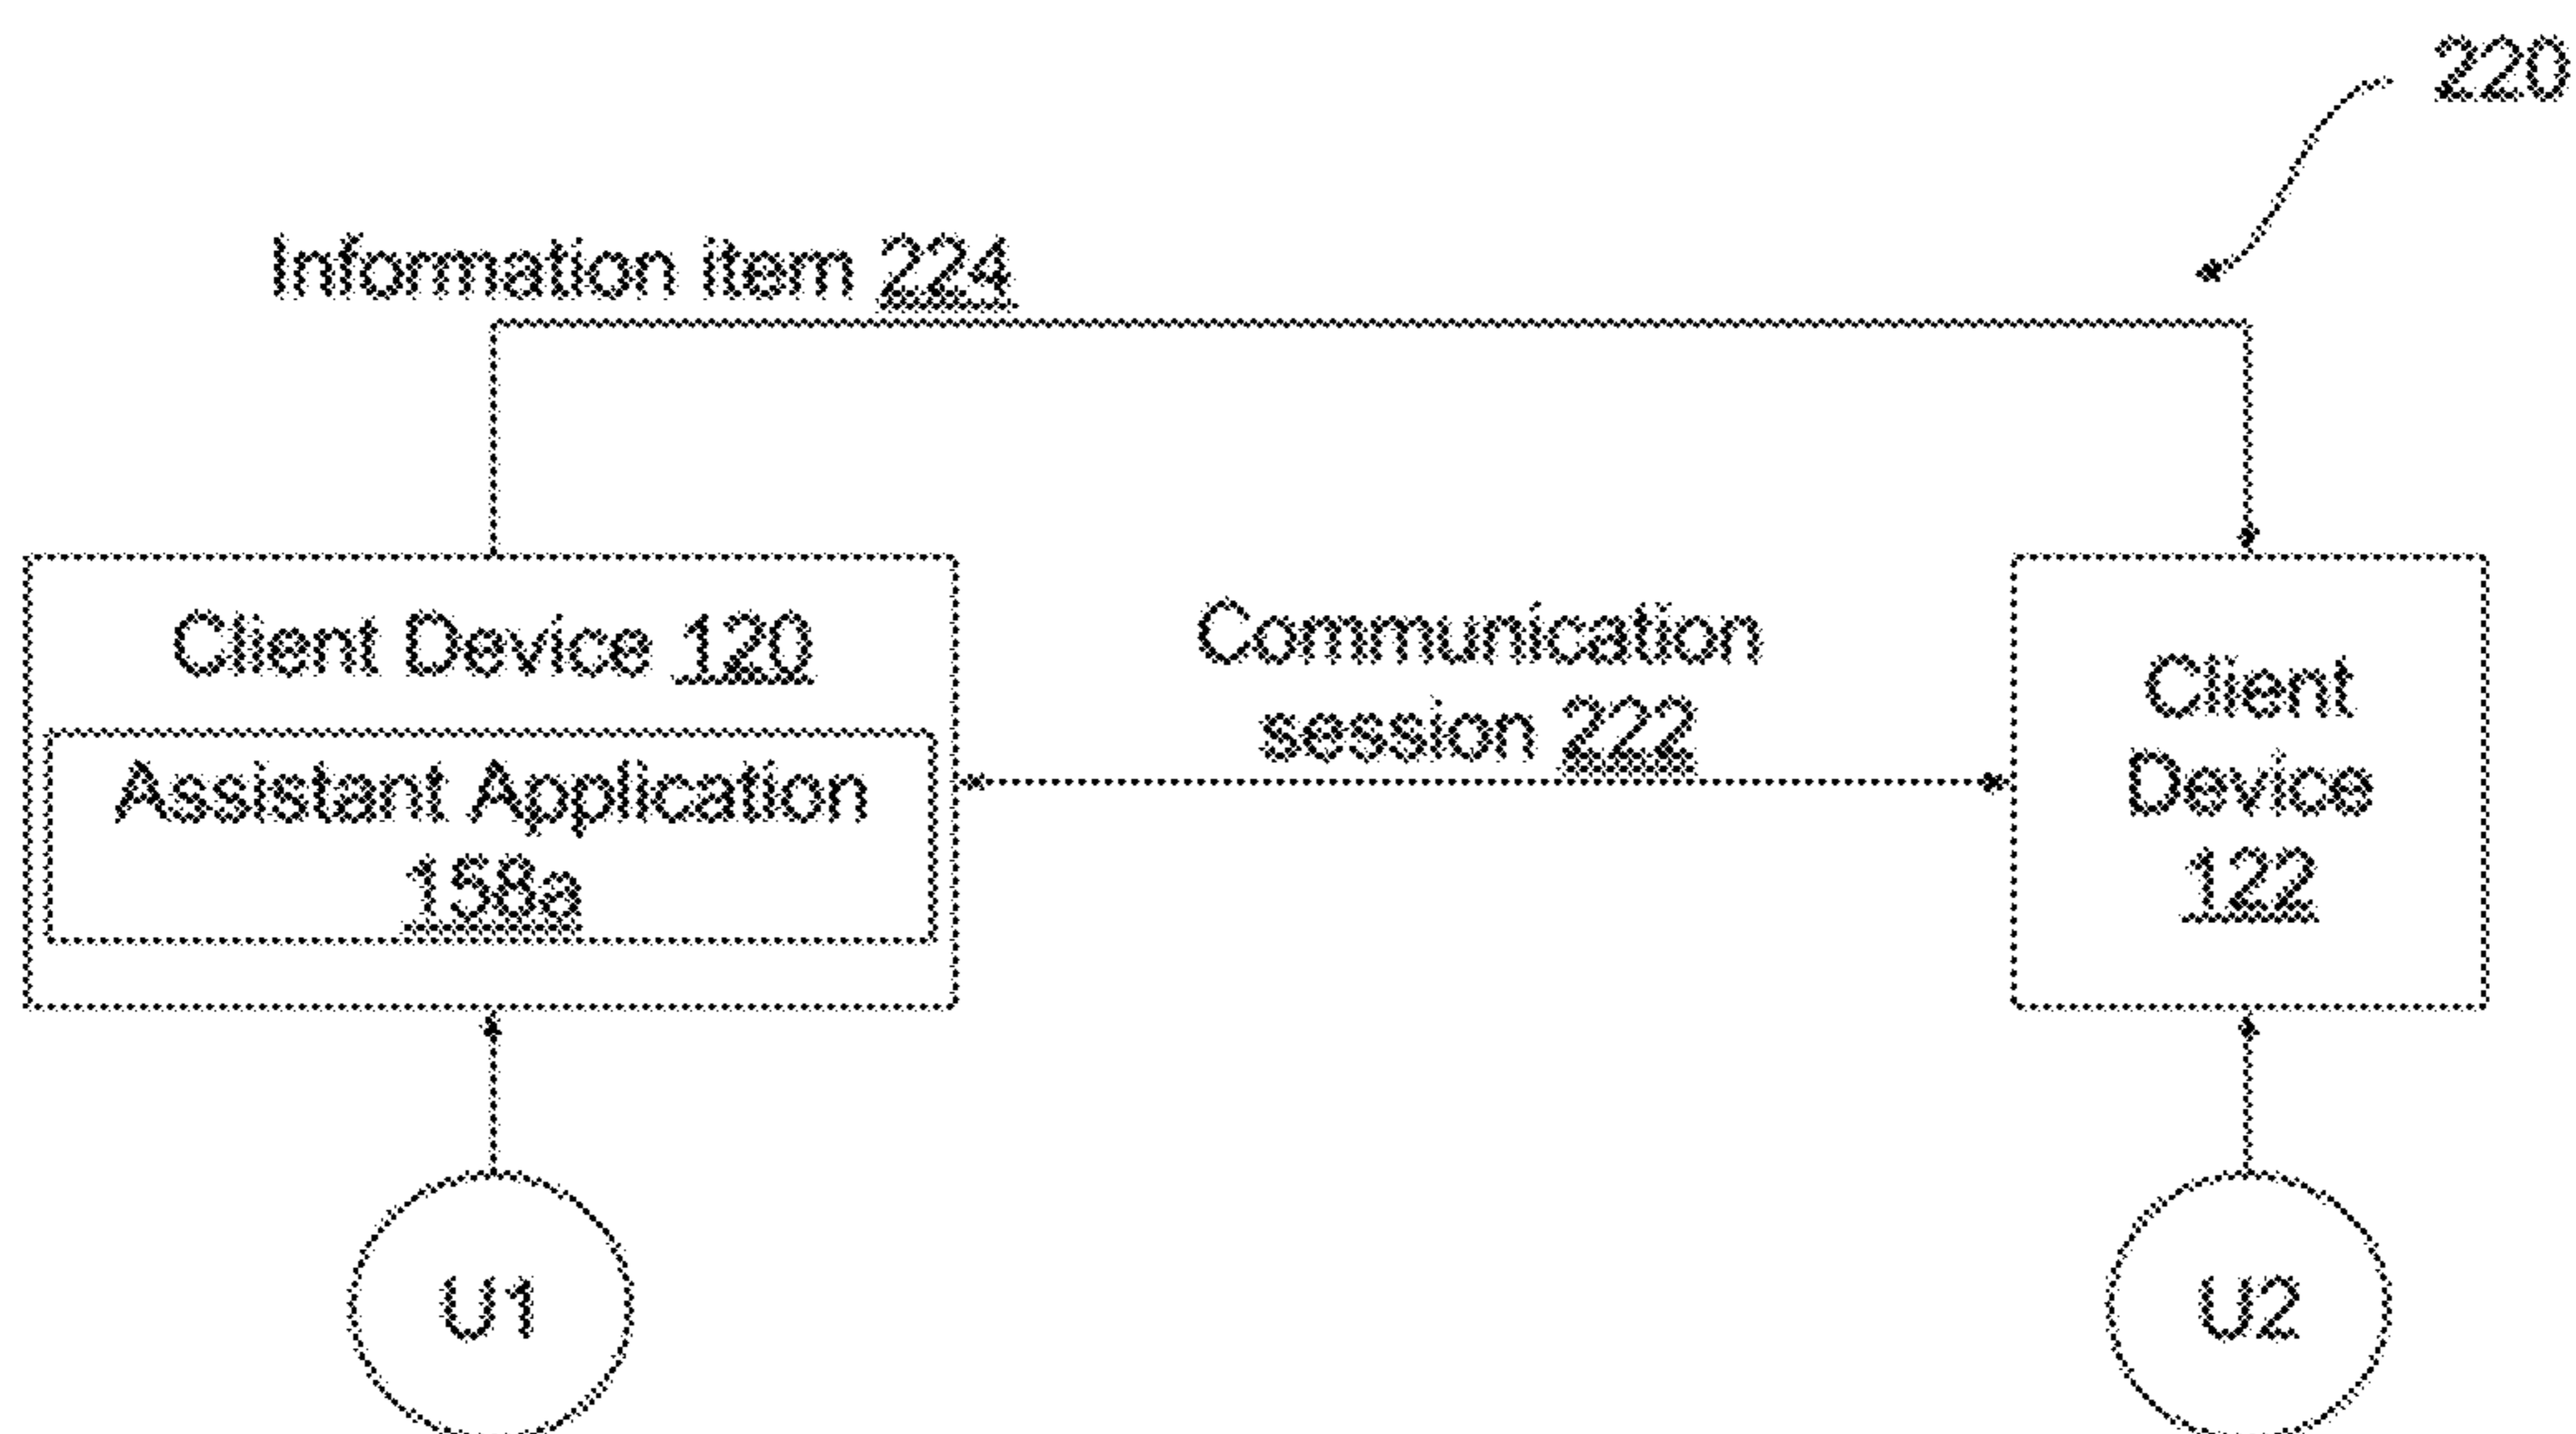 220
Information item 224
Client Device 120
Assistant Application
158a
Communication
session 222
Client
Device
122
U1
U2